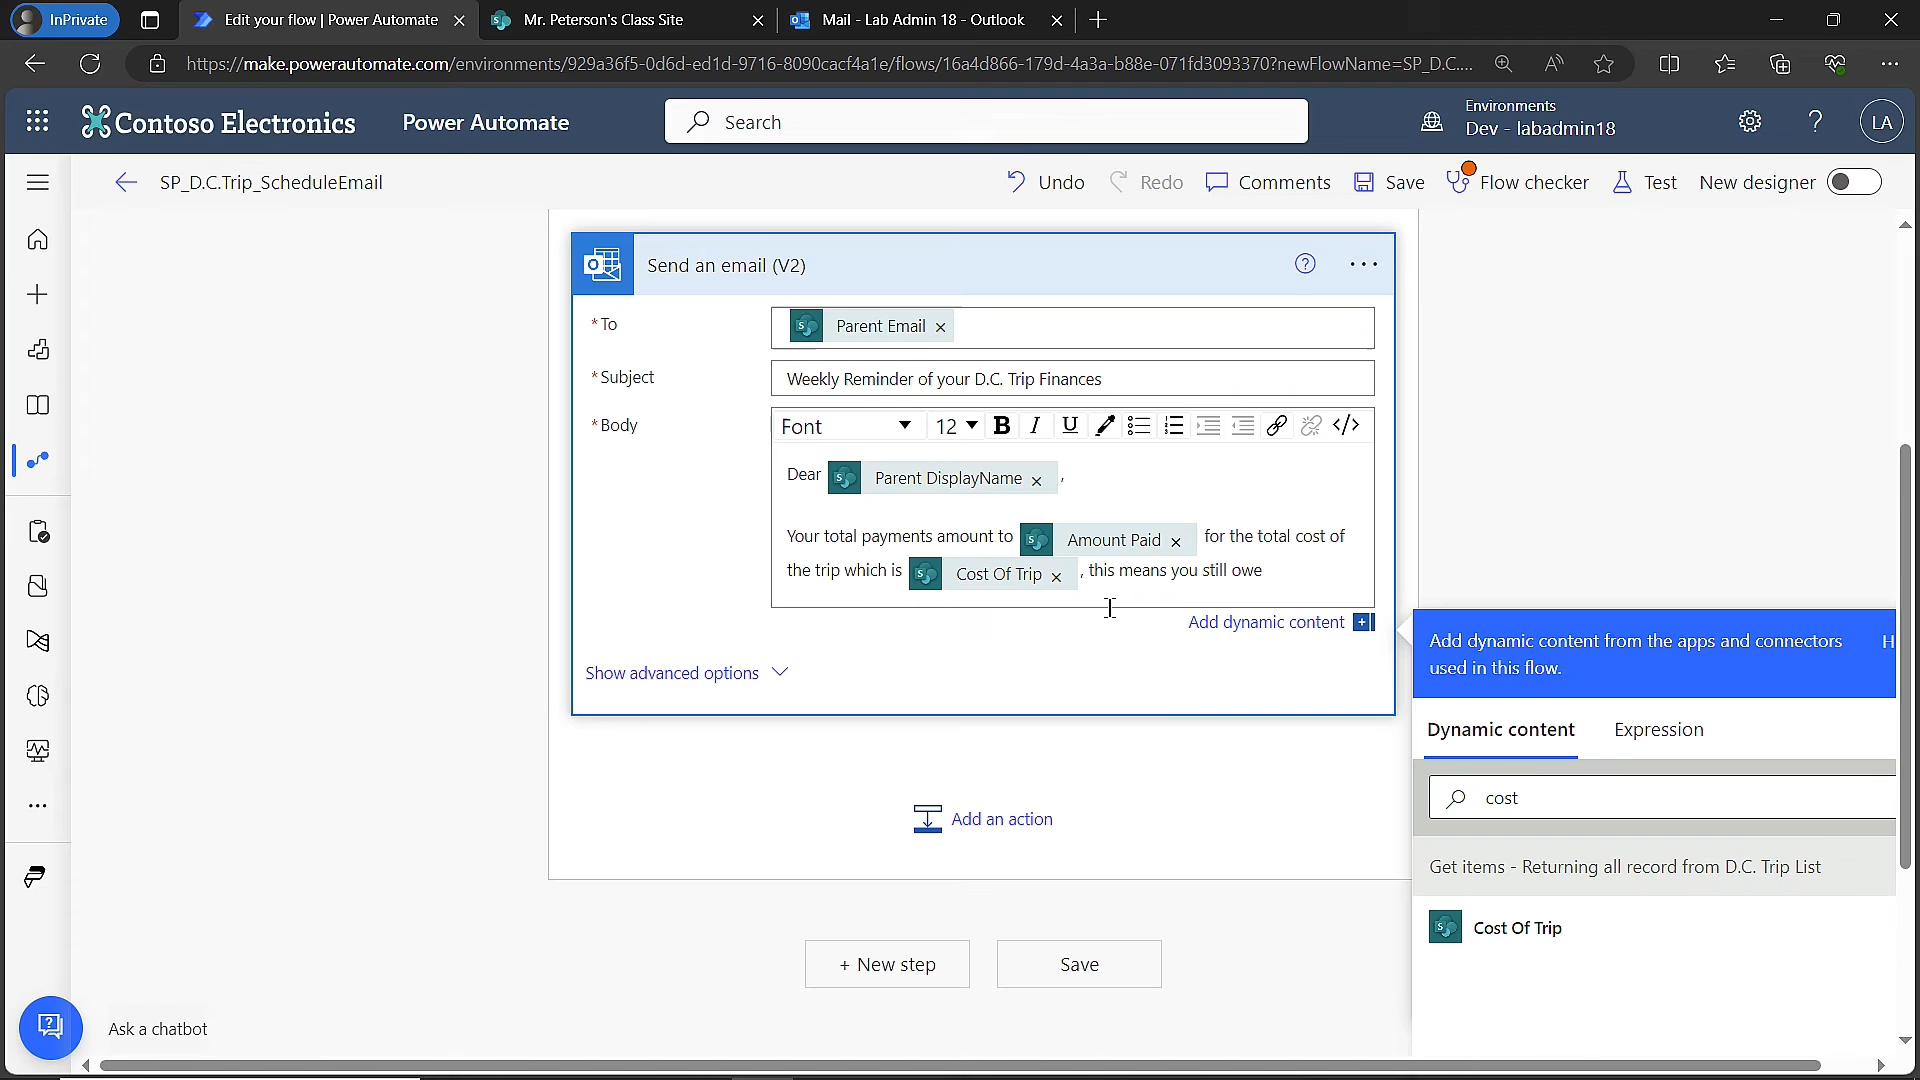 InPrivate
Edit your flow | Power Automate
Mr. Peterson's Class Site
Mail - Lab Admin 18 - Outlook
https://make.powerautomate.com/environments/929a36f5-0d6d-ed1d-9716-8090cacf4a1e/flows/16a4d866-179d-4a3a-b88e-071fd3093370?newFlowName=SP_D.C....
Contoso Electronics
Power Automate
Search
Environments
Dev - labadmin18
LA
SP_D.C.Trip_ScheduleEmail
Undo
Redo
Comments
Save
Flow checker
Test
New designer
Send an email (V2)
* To
Parent Email ×
* Subject
Weekly Reminder of your D.C. Trip Finances
* Body
Font 12 B I U </>
Dear Parent DisplayName × ,
Your total payments amount to Amount Paid × for the total cost of
the trip which is Cost Of Trip × , this means you still owe
Add dynamic content +
Show advanced options
Add dynamic content from the apps and connectors
used in this flow.
H
Dynamic content
Expression
cost
Get items - Returning all record from D.C. Trip List
Cost Of Trip
Add an action
+ New step
Save
Ask a chatbot